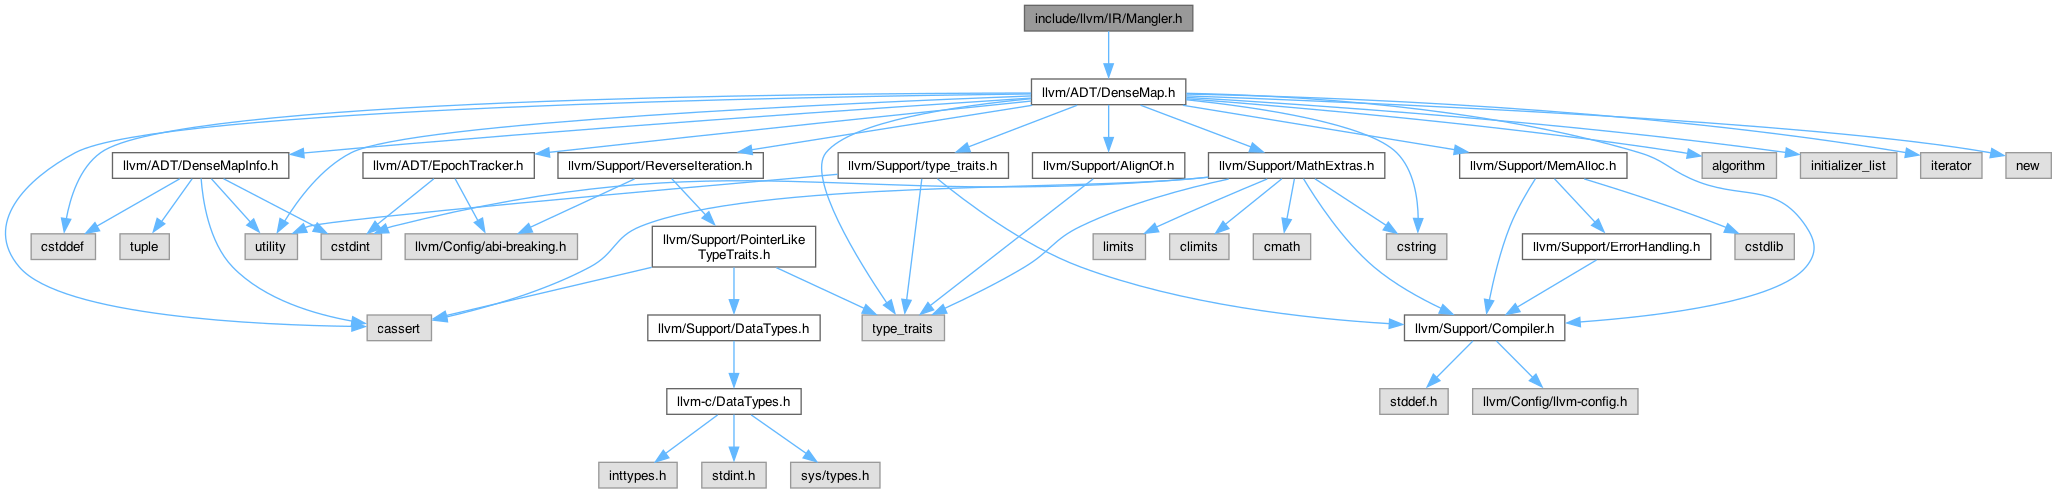 include/llvm/IR/Mangler.h
llvm/ADT/DenseMap.h
llvm/ADT/DenseMapInfo.h
llvm/ADT/EpochTracker.h
llvm/Support/ReverseIteration.h
llvm/Support/type_traits.h
llvm/Support/AlignOf.h
llvm/Support/MathExtras.h
llvm/Support/MemAlloc.h
algorithm
initializer_list
iterator
new
cstddef
tuple
utility
cstdint
llvm/Config/abi-breaking.h
llvm/Support/PointerLike
TypeTraits.h
limits
climits
cmath
cstring
llvm/Support/ErrorHandling.h
cstdlib
cassert
llvm/Support/DataTypes.h
type_traits
llvm/Support/Compiler.h
llvm-c/DataTypes.h
stddef.h
llvm/Config/llvm-config.h
inttypes.h
stdint.h
sys/types.h